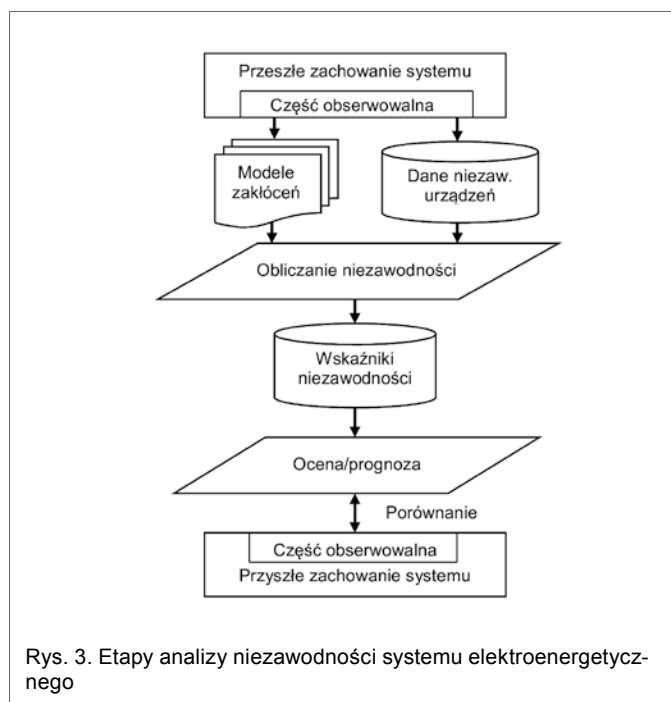 Przeszłe zachowanie systemu
Część obserwowalna
Modele
zakłóceń
Dane niezaw.
urządzeń
Obliczanie niezawodności
Wskaźniki
niezawodności
Ocena/prognoza
Porównanie
Część obserwowalna
Przyszłe zachowanie systemu
Rys. 3. Etapy analizy niezawodności systemu elektroenergetycz-
nego